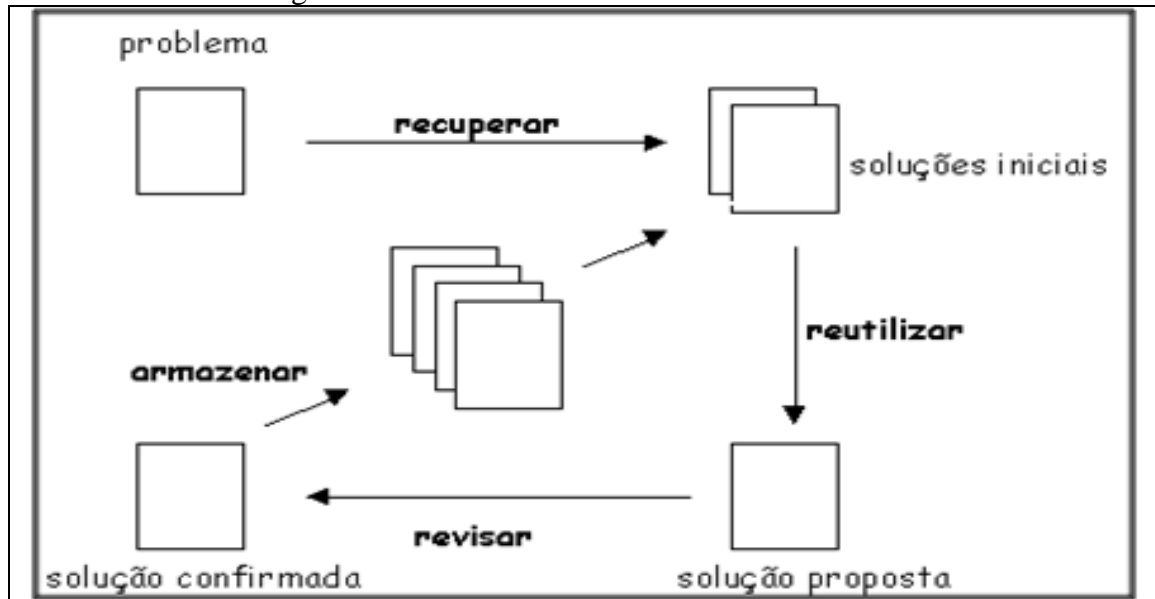 problema
recuperar
soluções iniciais
reutilizar
armazenar
revisar
solução confirmada
solução proposta